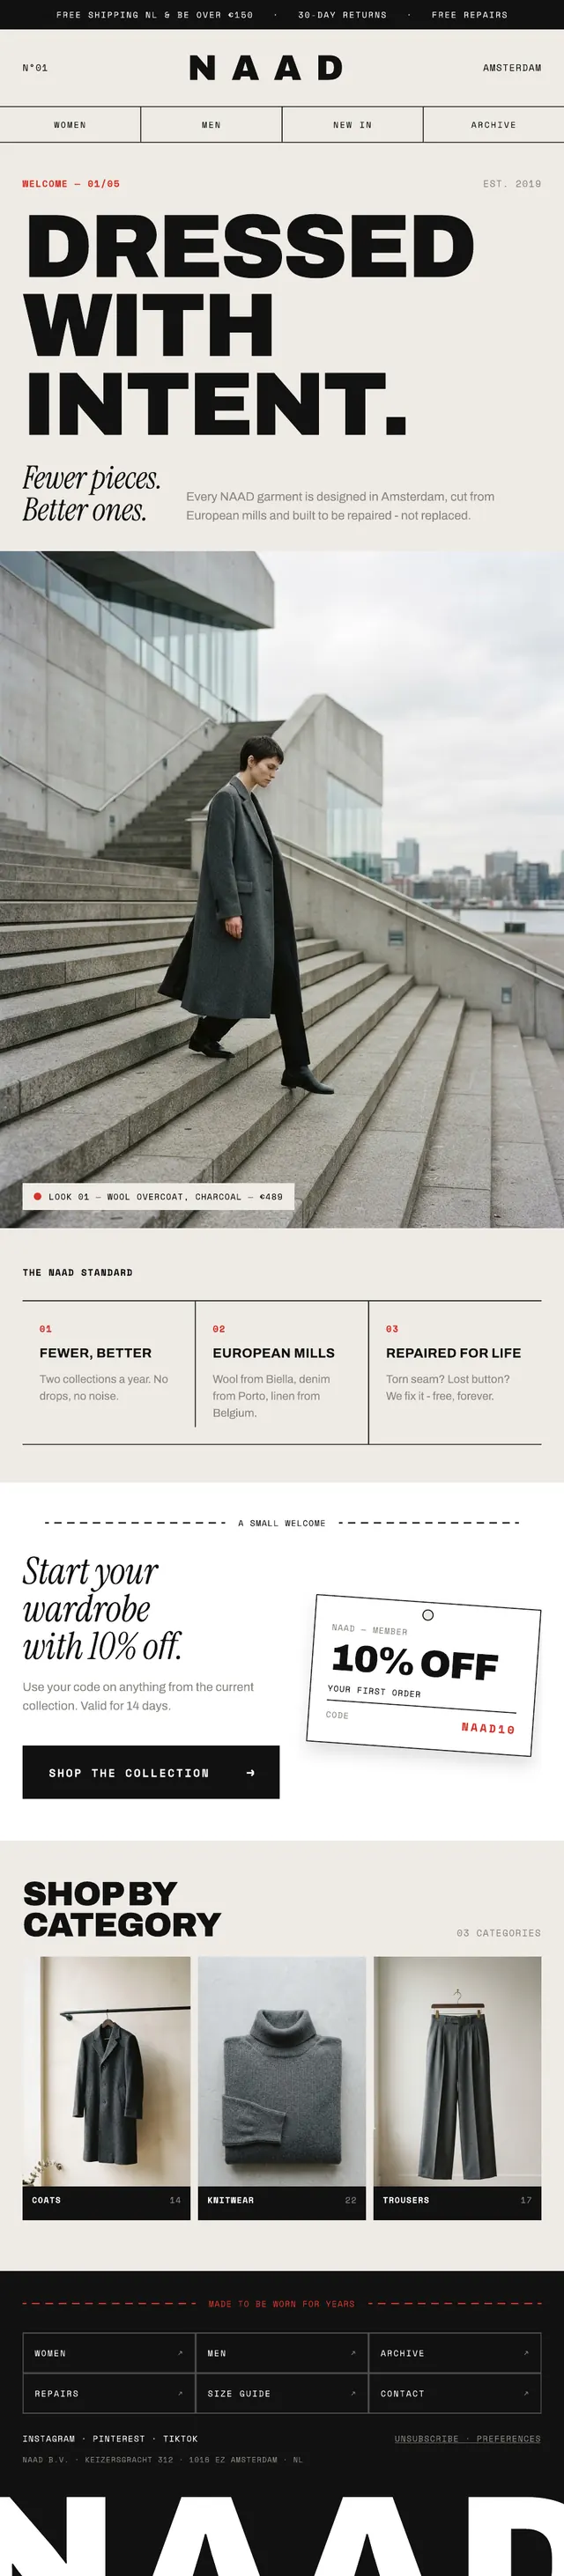 FREE SHIPPING NL & BE OVER €150 · 30-DAY RETURNS · FREE REPAIRS
N°01
NAAD
AMSTERDAM
WOMEN
MEN
NEW IN
ARCHIVE
WELCOME — 01/05
EST. 2019
DRESSED
WITH
INTENT.
Fewer pieces.
Better ones.
Every NAAD garment is designed in Amsterdam, cut from
European mills and built to be repaired - not replaced.
LOOK 01 — WOOL OVERCOAT, CHARCOAL — €489
THE NAAD STANDARD
01
FEWER, BETTER
Two collections a year. No
drops, no noise.
02
EUROPEAN MILLS
Wool from Biella, denim
from Porto, linen from
Belgium.
03
REPAIRED FOR LIFE
Torn seam? Lost button?
We fix it - free, forever.
A SMALL WELCOME
Start your
wardrobe
with 10% off.
Use your code on anything from the current
collection. Valid for 14 days.
SHOP THE COLLECTION →
NAAD — MEMBER
10% OFF
YOUR FIRST ORDER
CODE
NAAD10
SHOP BY
CATEGORY
03 CATEGORIES
COATS 14
KNITWEAR 22
TROUSERS 17
MADE TO BE WORN FOR YEARS
WOMEN ↗
MEN ↗
ARCHIVE ↗
REPAIRS ↗
SIZE GUIDE ↗
CONTACT ↗
INSTAGRAM · PINTEREST · TIKTOK
UNSUBSCRIBE · PREFERENCES
NAAD B.V. · KEIZERSGRACHT 312 · 1016 EZ AMSTERDAM · NL
NAAD